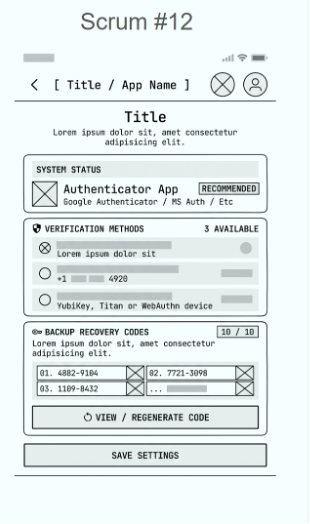 Scrum #12
[ Title / App Name ]
Title
Lorem ipsum dolor sit, amet consectetur
adipisicing elit.
SYSTEM STATUS
Authenticator App RECOMMENDED
Google Authenticator / MS Auth / Etc
VERIFICATION METHODS 3 AVAILABLE
Lorem ipsum dolor sit
+1 4920
YubiKey, Titan or WebAuthn device
BACKUP RECOVERY CODES 10 / 10
Lorem ipsum dolor sit, amet consectetur
adipisicing elit.
01. 4882-9104 02. 7721-3098
03. 1109-8432 ...
VIEW / REGENERATE CODE
SAVE SETTINGS